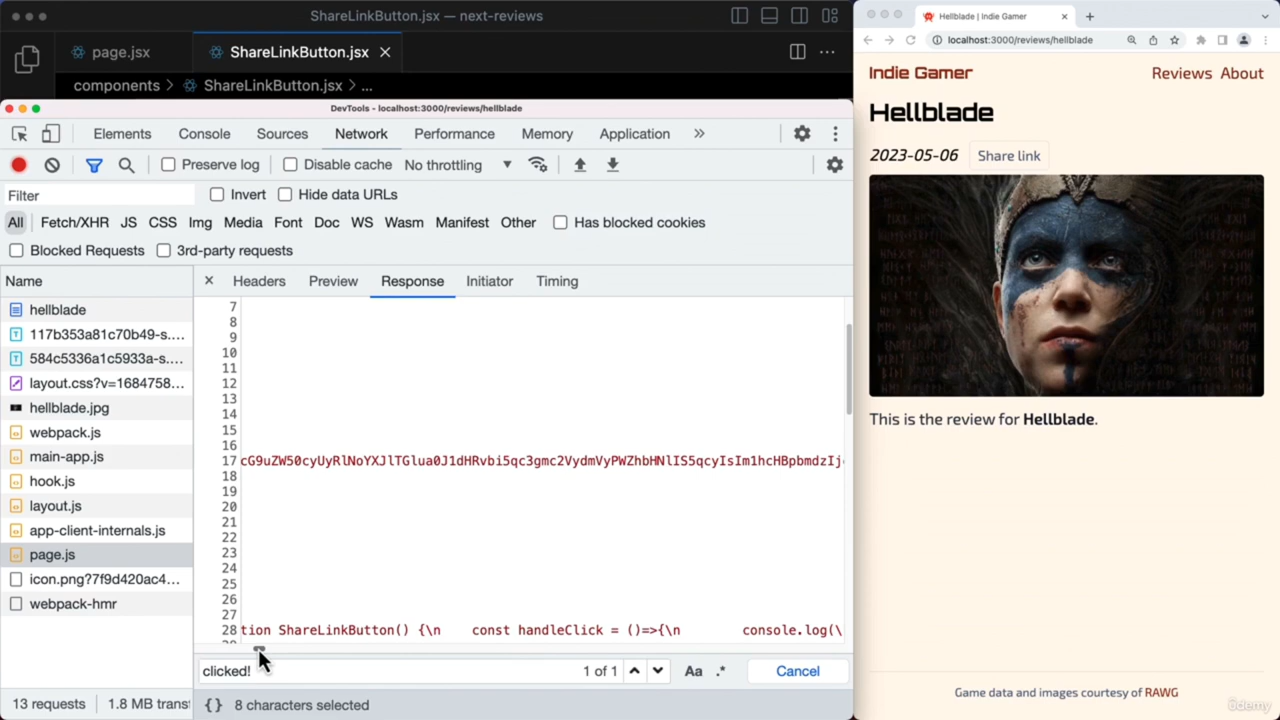 ShareLinkButton.jsx — next-reviews
page.jsx
ShareLinkButton.jsx
components > ShareLinkButton.jsx > ...
DevTools - localhost:3000/reviews/hellblade
Elements Console Sources Network Performance Memory Application »
Preserve log Disable cache No throttling
Filter Invert Hide data URLs
All Fetch/XHR JS CSS Img Media Font Doc WS Wasm Manifest Other Has blocked cookies
Blocked Requests 3rd-party requests
Name
hellblade
117b353a81c70b49-s....
584c5336a1c5933a-s....
layout.css?v=1684758...
hellblade.jpg
webpack.js
main-app.js
hook.js
layout.js
app-client-internals.js
page.js
icon.png?7f9d420ac4...
webpack-hmr
13 requests 1.8 MB trans
Headers Preview Response Initiator Timing
7
8
9
10
11
12
13
14
15
16
17 cG9uZW50cyUyRlNoYXJlTGlua0J1dHRvbi5qc3gmc2VydmVyPWZhbHNlIS5qcyIsIm1hcHBpbmdzIj
18
19
20
21
22
23
24
25
26
27
28 tion ShareLinkButton() {\n    const handleClick = ()=>{\n        console.log(\
clicked! 1 of 1 Aa .* Cancel
{ } 8 characters selected
Hellblade | Indie Gamer
localhost:3000/reviews/hellblade
Indie Gamer Reviews About
Hellblade
2023-05-06 Share link
This is the review for Hellblade.
Game data and images courtesy of RAWG
ûdemy